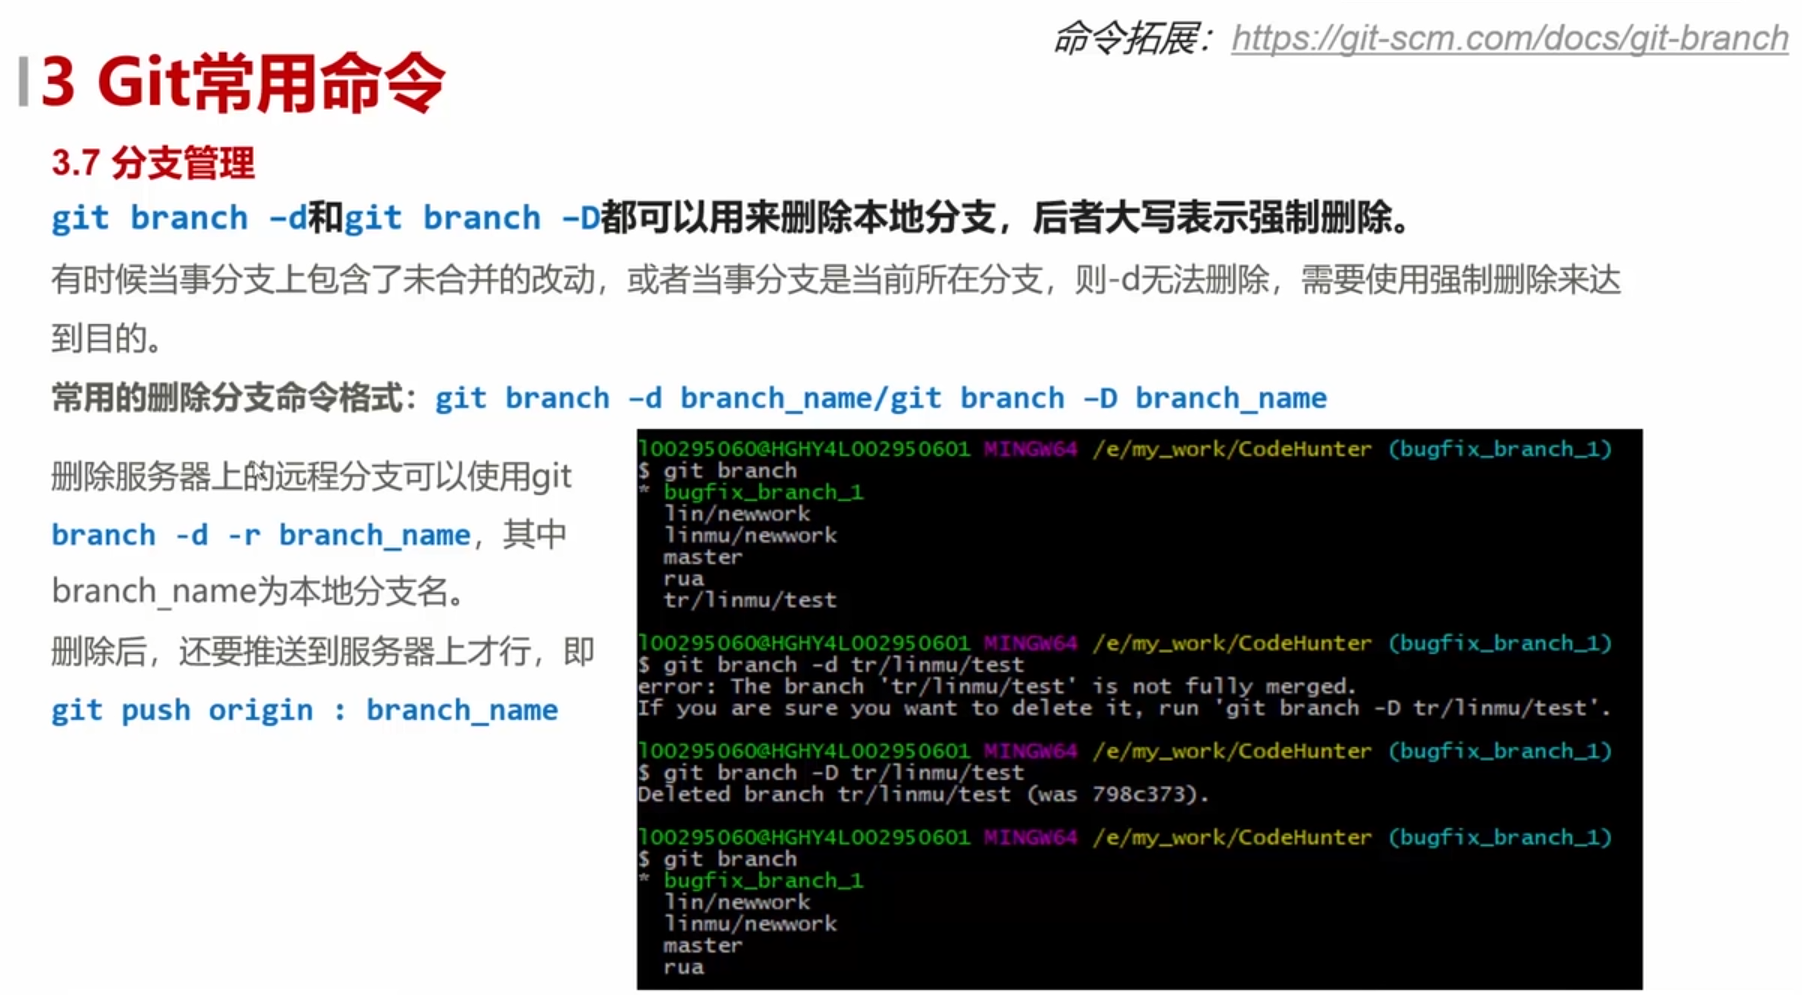 命令拓展：https://git-scm.com/docs/git-branch
3 Git常用命令
3.7 分支管理
git branch –d和git branch –D都可以用来删除本地分支，后者大写表示强制删除。
有时候当事分支上包含了未合并的改动，或者当事分支是当前所在分支，则-d无法删除，需要使用强制删除来达
到目的。
常用的删除分支命令格式：git branch –d branch_name/git branch –D branch_name
删除服务器上的远程分支可以使用git
branch -d -r branch_name，其中
branch_name为本地分支名。
删除后，还要推送到服务器上才行，即
git push origin : branch_name
l00295060@HGHY4L002950601 MINGW64 /e/my_work/CodeHunter (bugfix_branch_1)
$ git branch
* bugfix_branch_1
  lin/newwork
  linmu/newwork
  master
  rua
  tr/linmu/test
l00295060@HGHY4L002950601 MINGW64 /e/my_work/CodeHunter (bugfix_branch_1)
$ git branch -d tr/linmu/test
error: The branch 'tr/linmu/test' is not fully merged.
If you are sure you want to delete it, run 'git branch -D tr/linmu/test'.
l00295060@HGHY4L002950601 MINGW64 /e/my_work/CodeHunter (bugfix_branch_1)
$ git branch -D tr/linmu/test
Deleted branch tr/linmu/test (was 798c373).
l00295060@HGHY4L002950601 MINGW64 /e/my_work/CodeHunter (bugfix_branch_1)
$ git branch
* bugfix_branch_1
  lin/newwork
  linmu/newwork
  master
  rua